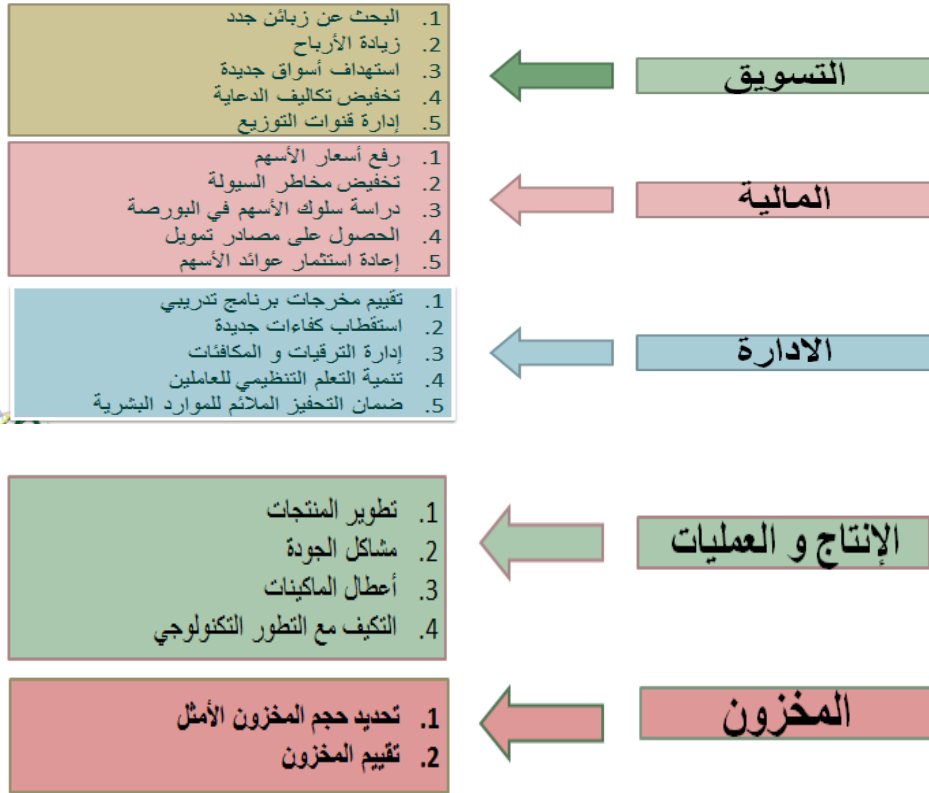 التسويق
1. البحث عن زبائن جدد
2. زيادة الأرباح
3. استهداف أسواق جديدة
4. تخفيض تكاليف الدعاية
5. إدارة قنوات التوزيع
المالية
1. رفع أسعار الأسهم
2. تخفيض مخاطر السيولة
3. دراسة سلوك الأسهم في البورصة
4. الحصول على مصادر تمويل
5. إعادة استثمار عوائد الأسهم
الادارة
1. تقييم مخرجات برنامج تدريبي
2. استقطاب كفاءات جديدة
3. إدارة الترقيات و المكافئات
4. تنمية التعلم التنظيمي للعاملين
5. ضمان التحفيز الملائم للموارد البشرية
الإنتاج و العمليات
1. تطوير المنتجات
2. مشاكل الجودة
3. أعطال الماكينات
4. التكيف مع التطور التكنولوجي
المخزون
1. تحديد حجم المخزون الأمثل
2. تقييم المخزون